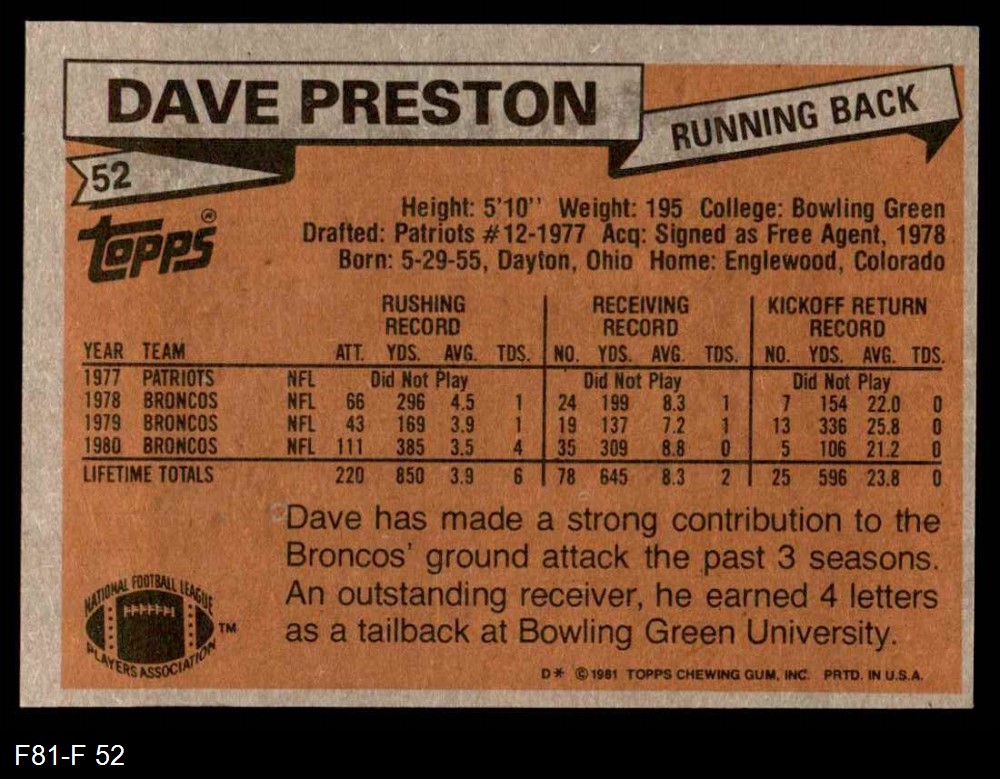 DAVE PRESTON
RUNNING BACK
52
TOPPS ®
Height: 5'10'' Weight: 195 College: Bowling Green
Drafted: Patriots #12-1977 Acq: Signed as Free Agent, 1978
Born: 5-29-55, Dayton, Ohio Home: Englewood, Colorado
RUSHING RECEIVING KICKOFF RETURN
RECORD RECORD RECORD
YEAR TEAM ATT. YDS. AVG. TDS. NO. YDS. AVG. TDS. NO. YDS. AVG. TDS.
1977 PATRIOTS NFL Did Not Play Did Not Play Did Not Play
1978 BRONCOS NFL 66 296 4.5 1 24 199 8.3 1 7 154 22.0 0
1979 BRONCOS NFL 43 169 3.9 1 19 137 7.2 1 13 336 25.8 0
1980 BRONCOS NFL 111 385 3.5 4 35 309 8.8 0 5 106 21.2 0
LIFETIME TOTALS 220 850 3.9 6 78 645 8.3 2 25 596 23.8 0
Dave has made a strong contribution to the
Broncos' ground attack the past 3 seasons.
An outstanding receiver, he earned 4 letters
as a tailback at Bowling Green University.
NATIONAL FOOTBALL LEAGUE
PLAYERS ASSOCIATION
TM
D* © 1981 TOPPS CHEWING GUM, INC. PRTD. IN U.S.A.
F81-F 52